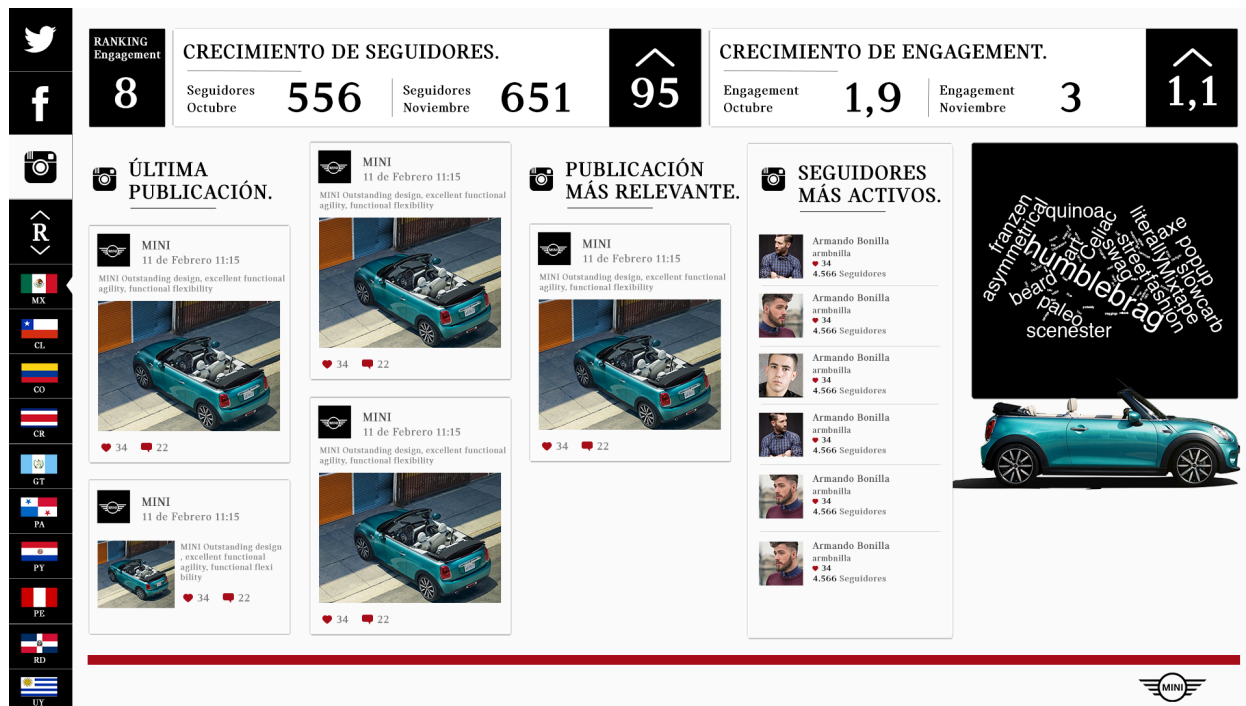 RANKING
Engagement
8
CRECIMIENTO DE SEGUIDORES.
Seguidores
Octubre
556
Seguidores
Noviembre
651
95
CRECIMIENTO DE ENGAGEMENT.
Engagement
Octubre
1,9
Engagement
Noviembre
3
1,1
R
MX
CL
CO
CR
GT
PA
PY
PE
RD
UY
ÚLTIMA
PUBLICACIÓN.
MINI
11 de Febrero 11:15
MINI Outstanding design, excellent functional
agility, functional flexibility
34 22
MINI
11 de Febrero 11:15
MINI Outstanding design
, excellent functional
agility, functional flexi
bility
34 22
MINI
11 de Febrero 11:15
MINI Outstanding design, excellent functional
agility, functional flexibility
34 22
MINI
11 de Febrero 11:15
MINI Outstanding design, excellent functional
agility, functional flexibility
34 22
PUBLICACIÓN
MÁS RELEVANTE.
MINI
11 de Febrero 11:15
MINI Outstanding design, excellent functional
agility, functional flexibility
34 22
SEGUIDORES
MÁS ACTIVOS.
Armando Bonilla
armbnilla
34
4.566 Seguidores
Armando Bonilla
armbnilla
34
4.566 Seguidores
Armando Bonilla
armbnilla
34
4.566 Seguidores
Armando Bonilla
armbnilla
34
4.566 Seguidores
Armando Bonilla
armbnilla
34
4.566 Seguidores
Armando Bonilla
armbnilla
34
4.566 Seguidores
franzen
asymmetrical
quinoa
humblebrag
beard
paleo
scenester
Celiac
swag
streetfashion
literally
Mixtape
axe
popup
slowcarb
MINI